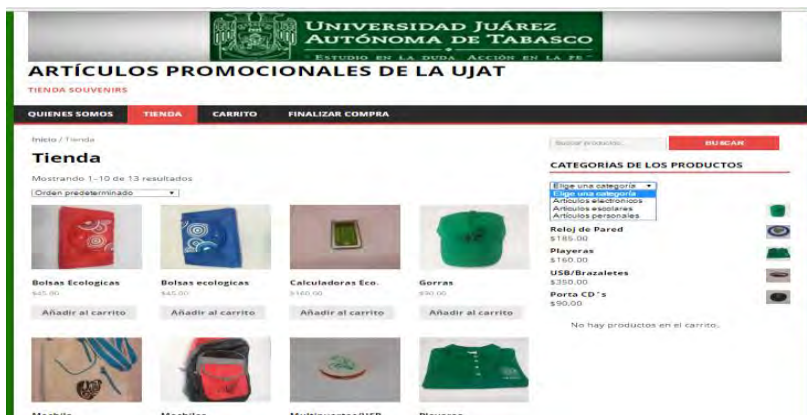 UNIVERSIDAD JUÁREZ
AUTÓNOMA DE TABASCO
"ESTUDIO EN LA DUDA. ACCIÓN EN LA FE"
ARTÍCULOS PROMOCIONALES DE LA UJAT
TIENDA SOUVENIRS
QUIENES SOMOS TIENDA CARRITO FINALIZAR COMPRA
Inicio / Tienda
Tienda
Mostrando 1–10 de 13 resultados
Orden predeterminado
Bolsas Ecologicas
$45.00
Añadir al carrito
Bolsas ecologicas
$45.00
Añadir al carrito
Calculadoras Eco.
$160.00
Añadir al carrito
Gorras
$90.00
Añadir al carrito
Playeras
Buscar producto...
BUSCAR
CATEGORÍAS DE LOS PRODUCTOS
Elige una categoría
Elige una categoría
Artículos electronicos
Artículos escolares
Artículos personales
Reloj de Pared
$185.00
Playeras
$160.00
USB/Brazaletes
$350.00
Porta CD's
$90.00
No hay productos en el carrito.